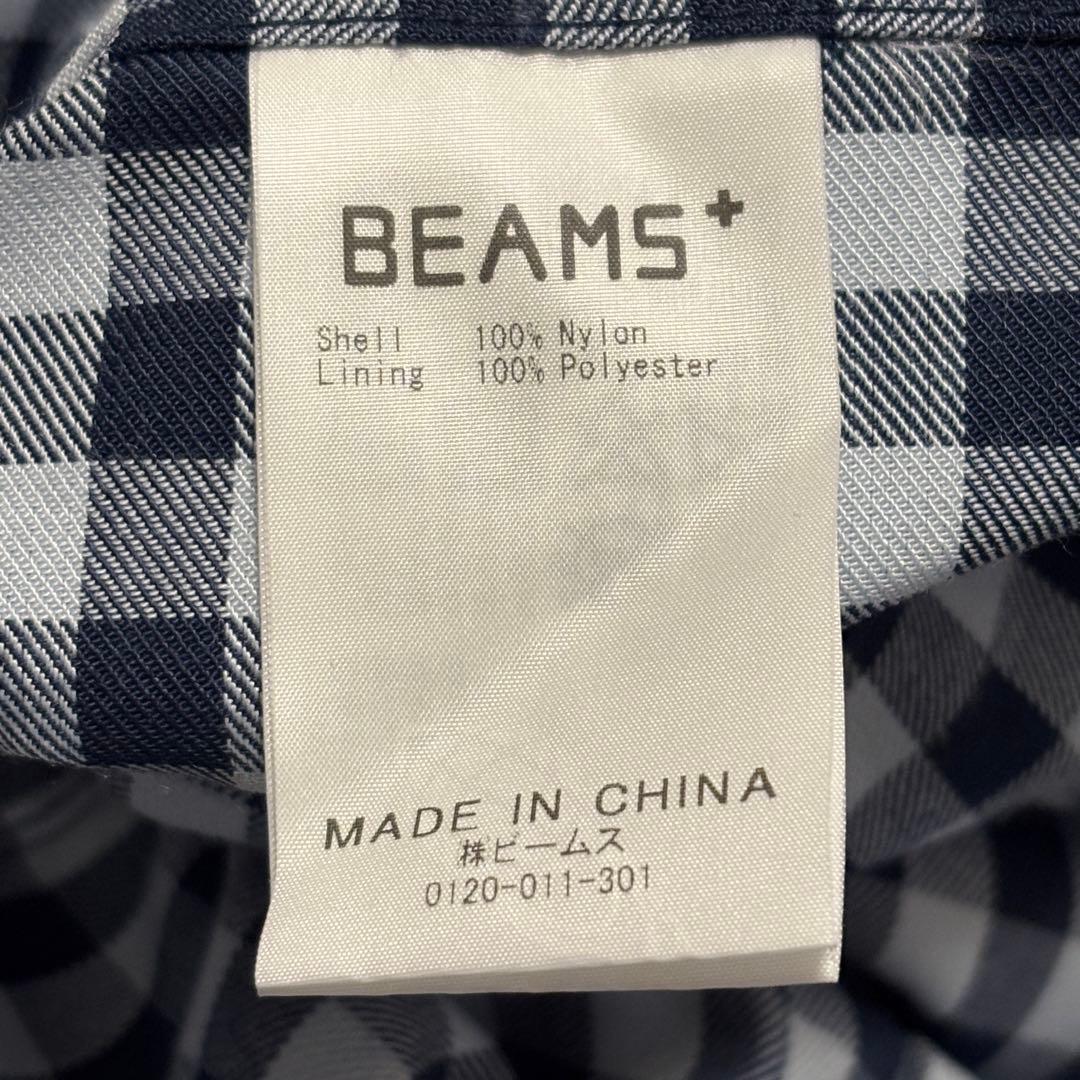 BEAMS+
Shell 100% Nylon
Lining 100% Polyester
MADE IN CHINA
株ビームス
0120-011-301